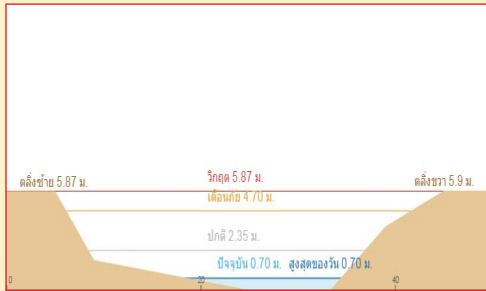 วิกฤต 5.87 ม.
ตลิ่งซ้าย 5.87 ม.
ตลิ่งขวา 5.9 ม.
เตือนภัย 4.70 ม.
ปกติ 2.35 ม.
ปัจจุบัน 0.70 ม. สูงสุดของวัน 0.70 ม.
0 20 40